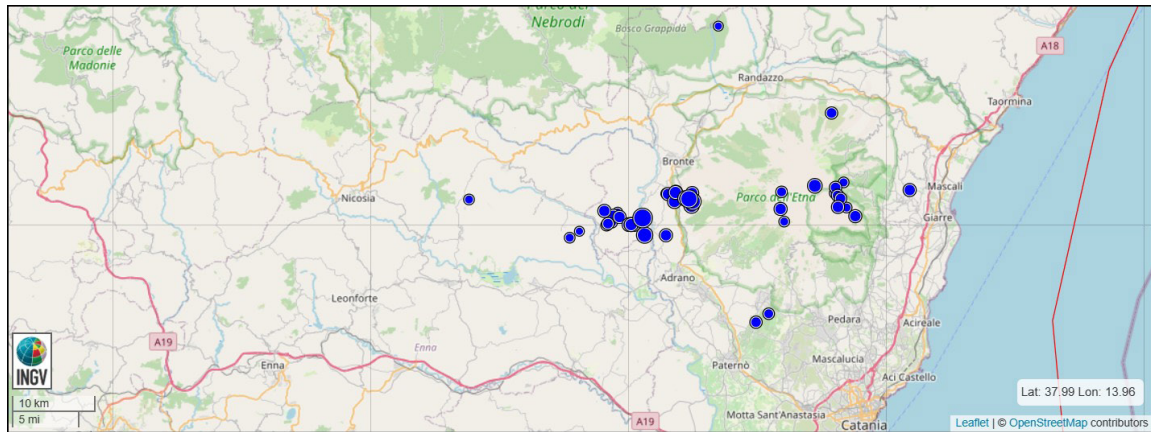 Parco dei
Nebrodi
Bosco Grappidà
Parco delle
Madonie
A18
Randazzo
Taormina
Bronte
Nicosia
Parco dell'Etna
Mascali
Giarre
Adrano
Leonforte
Pedara
Acireale
A19
Enna
Enna
Paternò
Mascalucia
Aci Castello
INGV
10 km
5 mi
Motta Sant'Anastasia
A19
Catania
Lat: 37.99 Lon: 13.96
Leaflet | © OpenStreetMap contributors